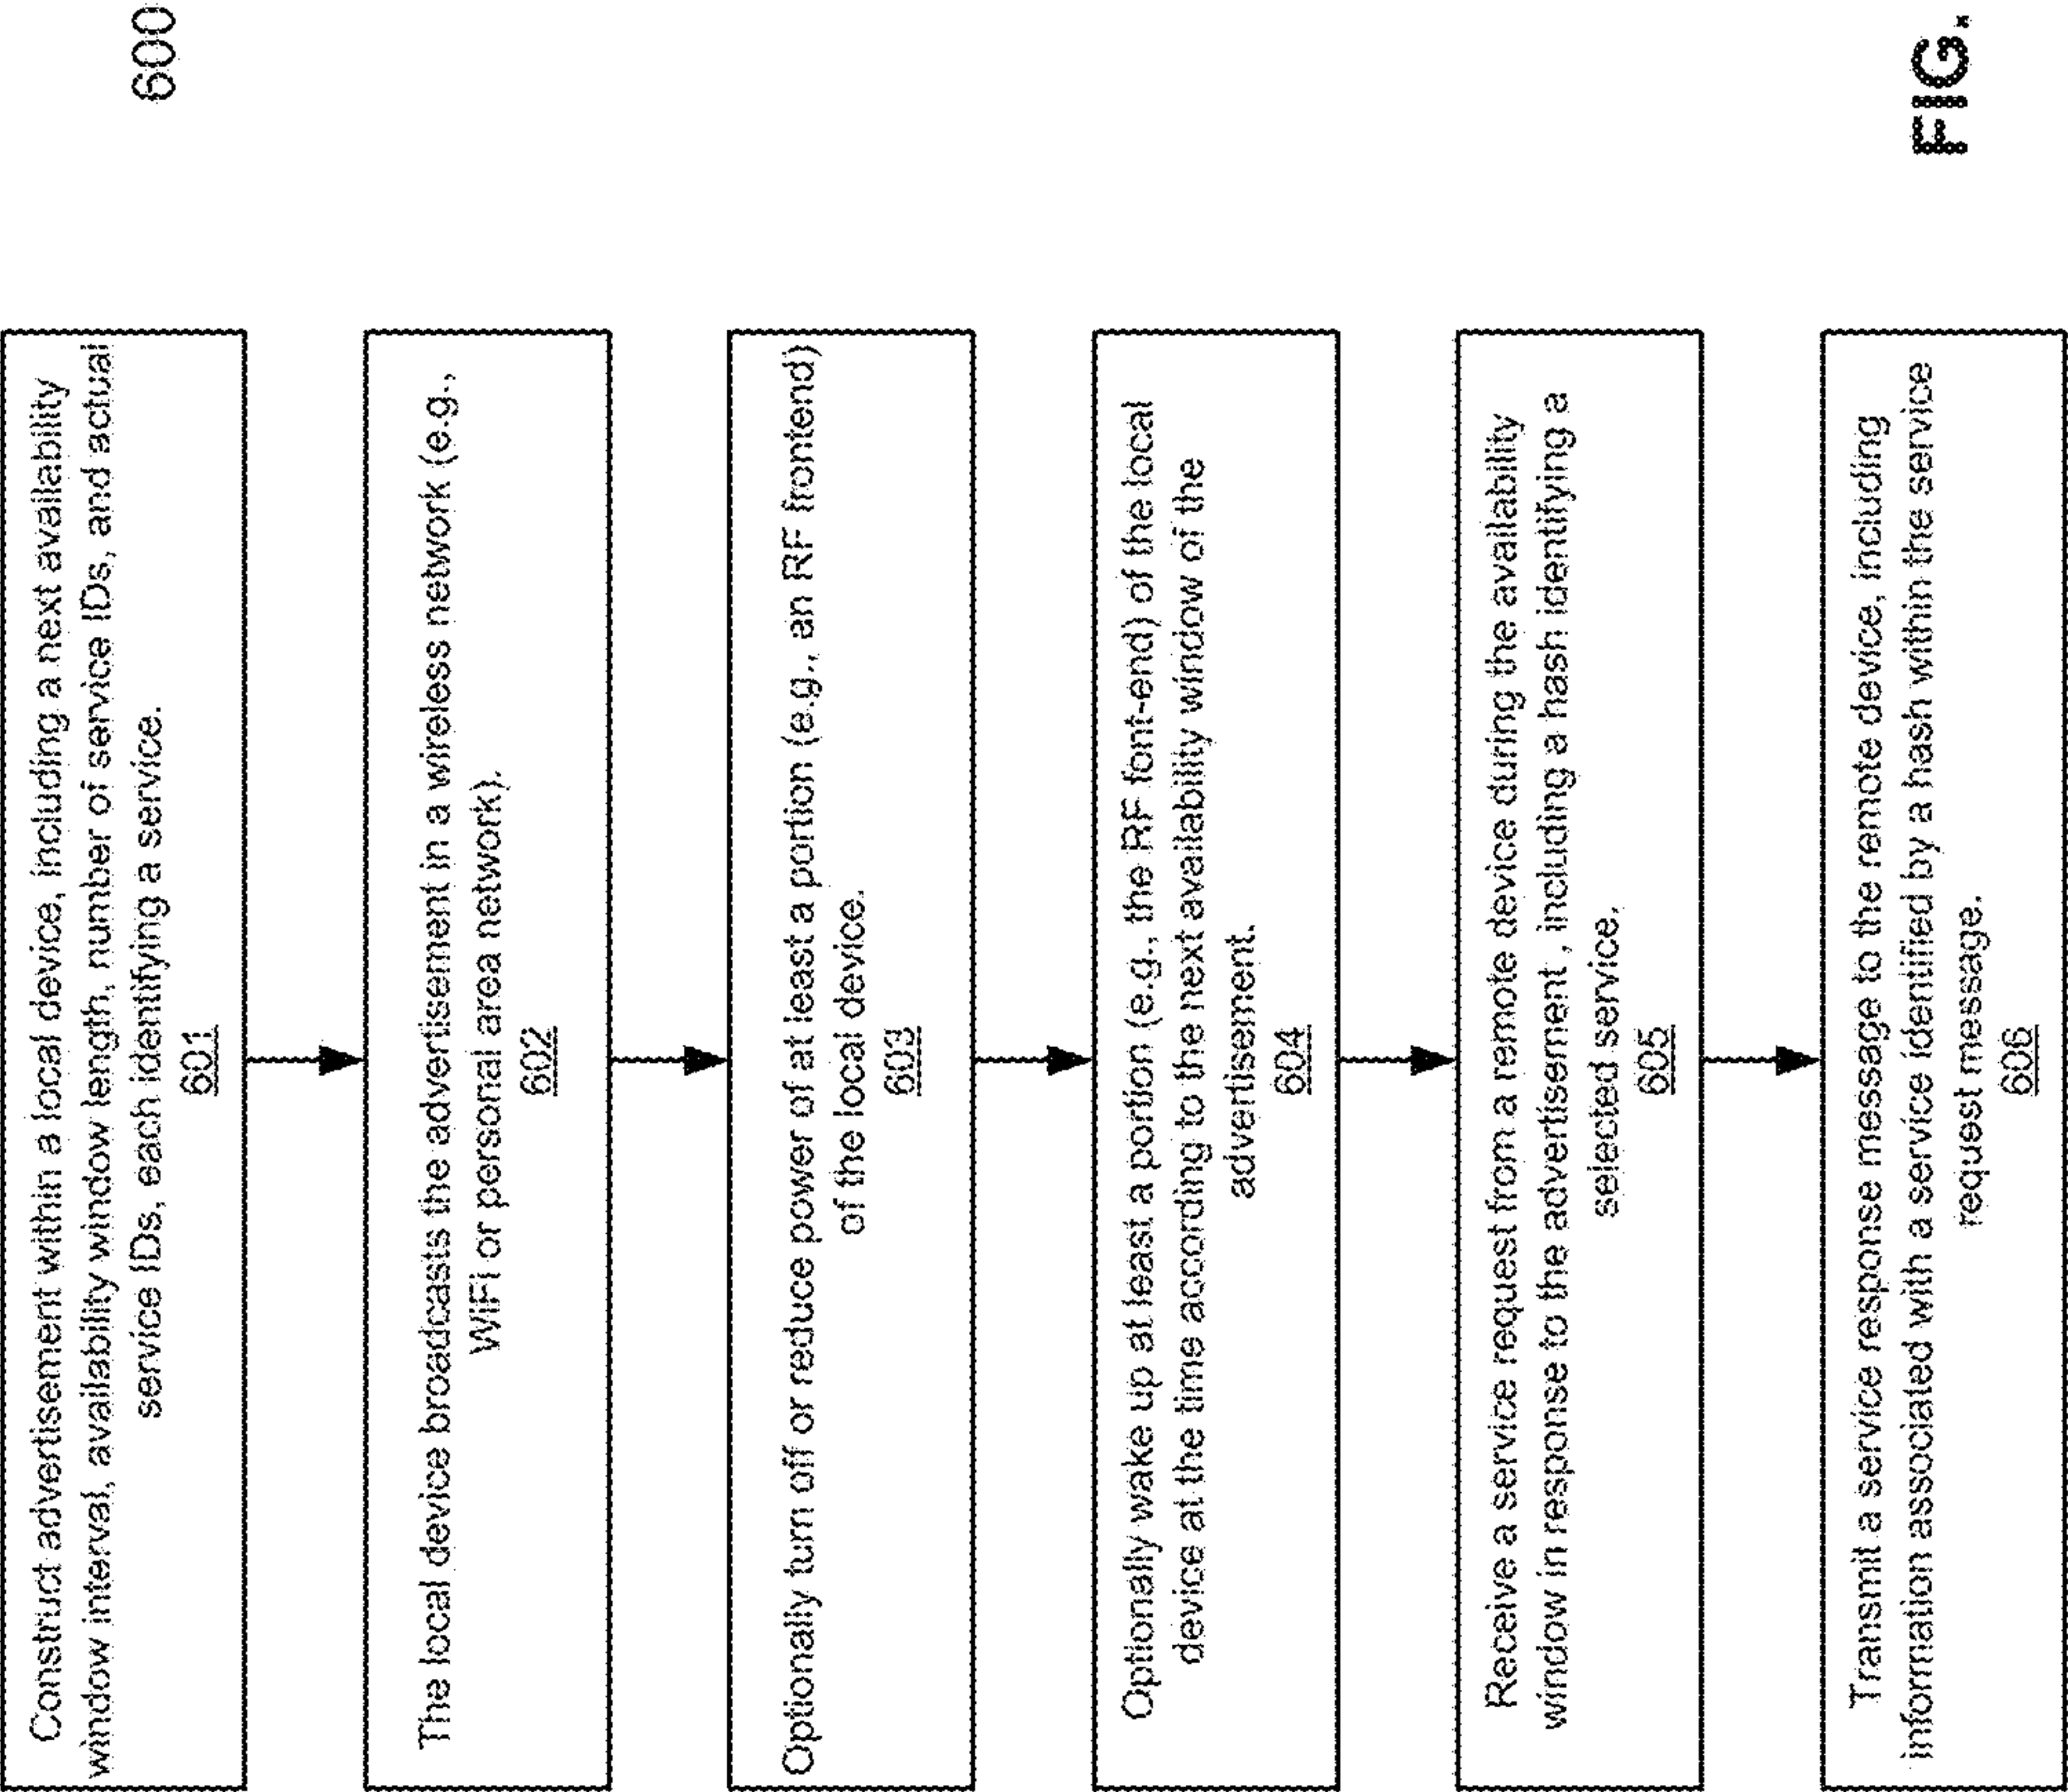 Construct advertisement within a local device, including a next availability
window interval, availability window length, number of service IDs, and actual
service IDs, each identifying a service.
601
The local device broadcasts the advertisement in a wireless network (e.g.,
WiFi or personal area network).
602
Optionally turn off or reduce power of at least a portion (e.g., an RF frontend)
of the local device.
603
Optionally wake up at least a portion (e.g., the RF font-end) of the local
device at the time according to the next availability window of the
advertisement.
604
Receive a service request from a remote device during the availability
window in response to the advertisement , including a hash identifying a
selected service.
605
Transmit a service response message to the remote device, including
information associated with a service identified by a hash within the service
request message.
606
600
FIG.